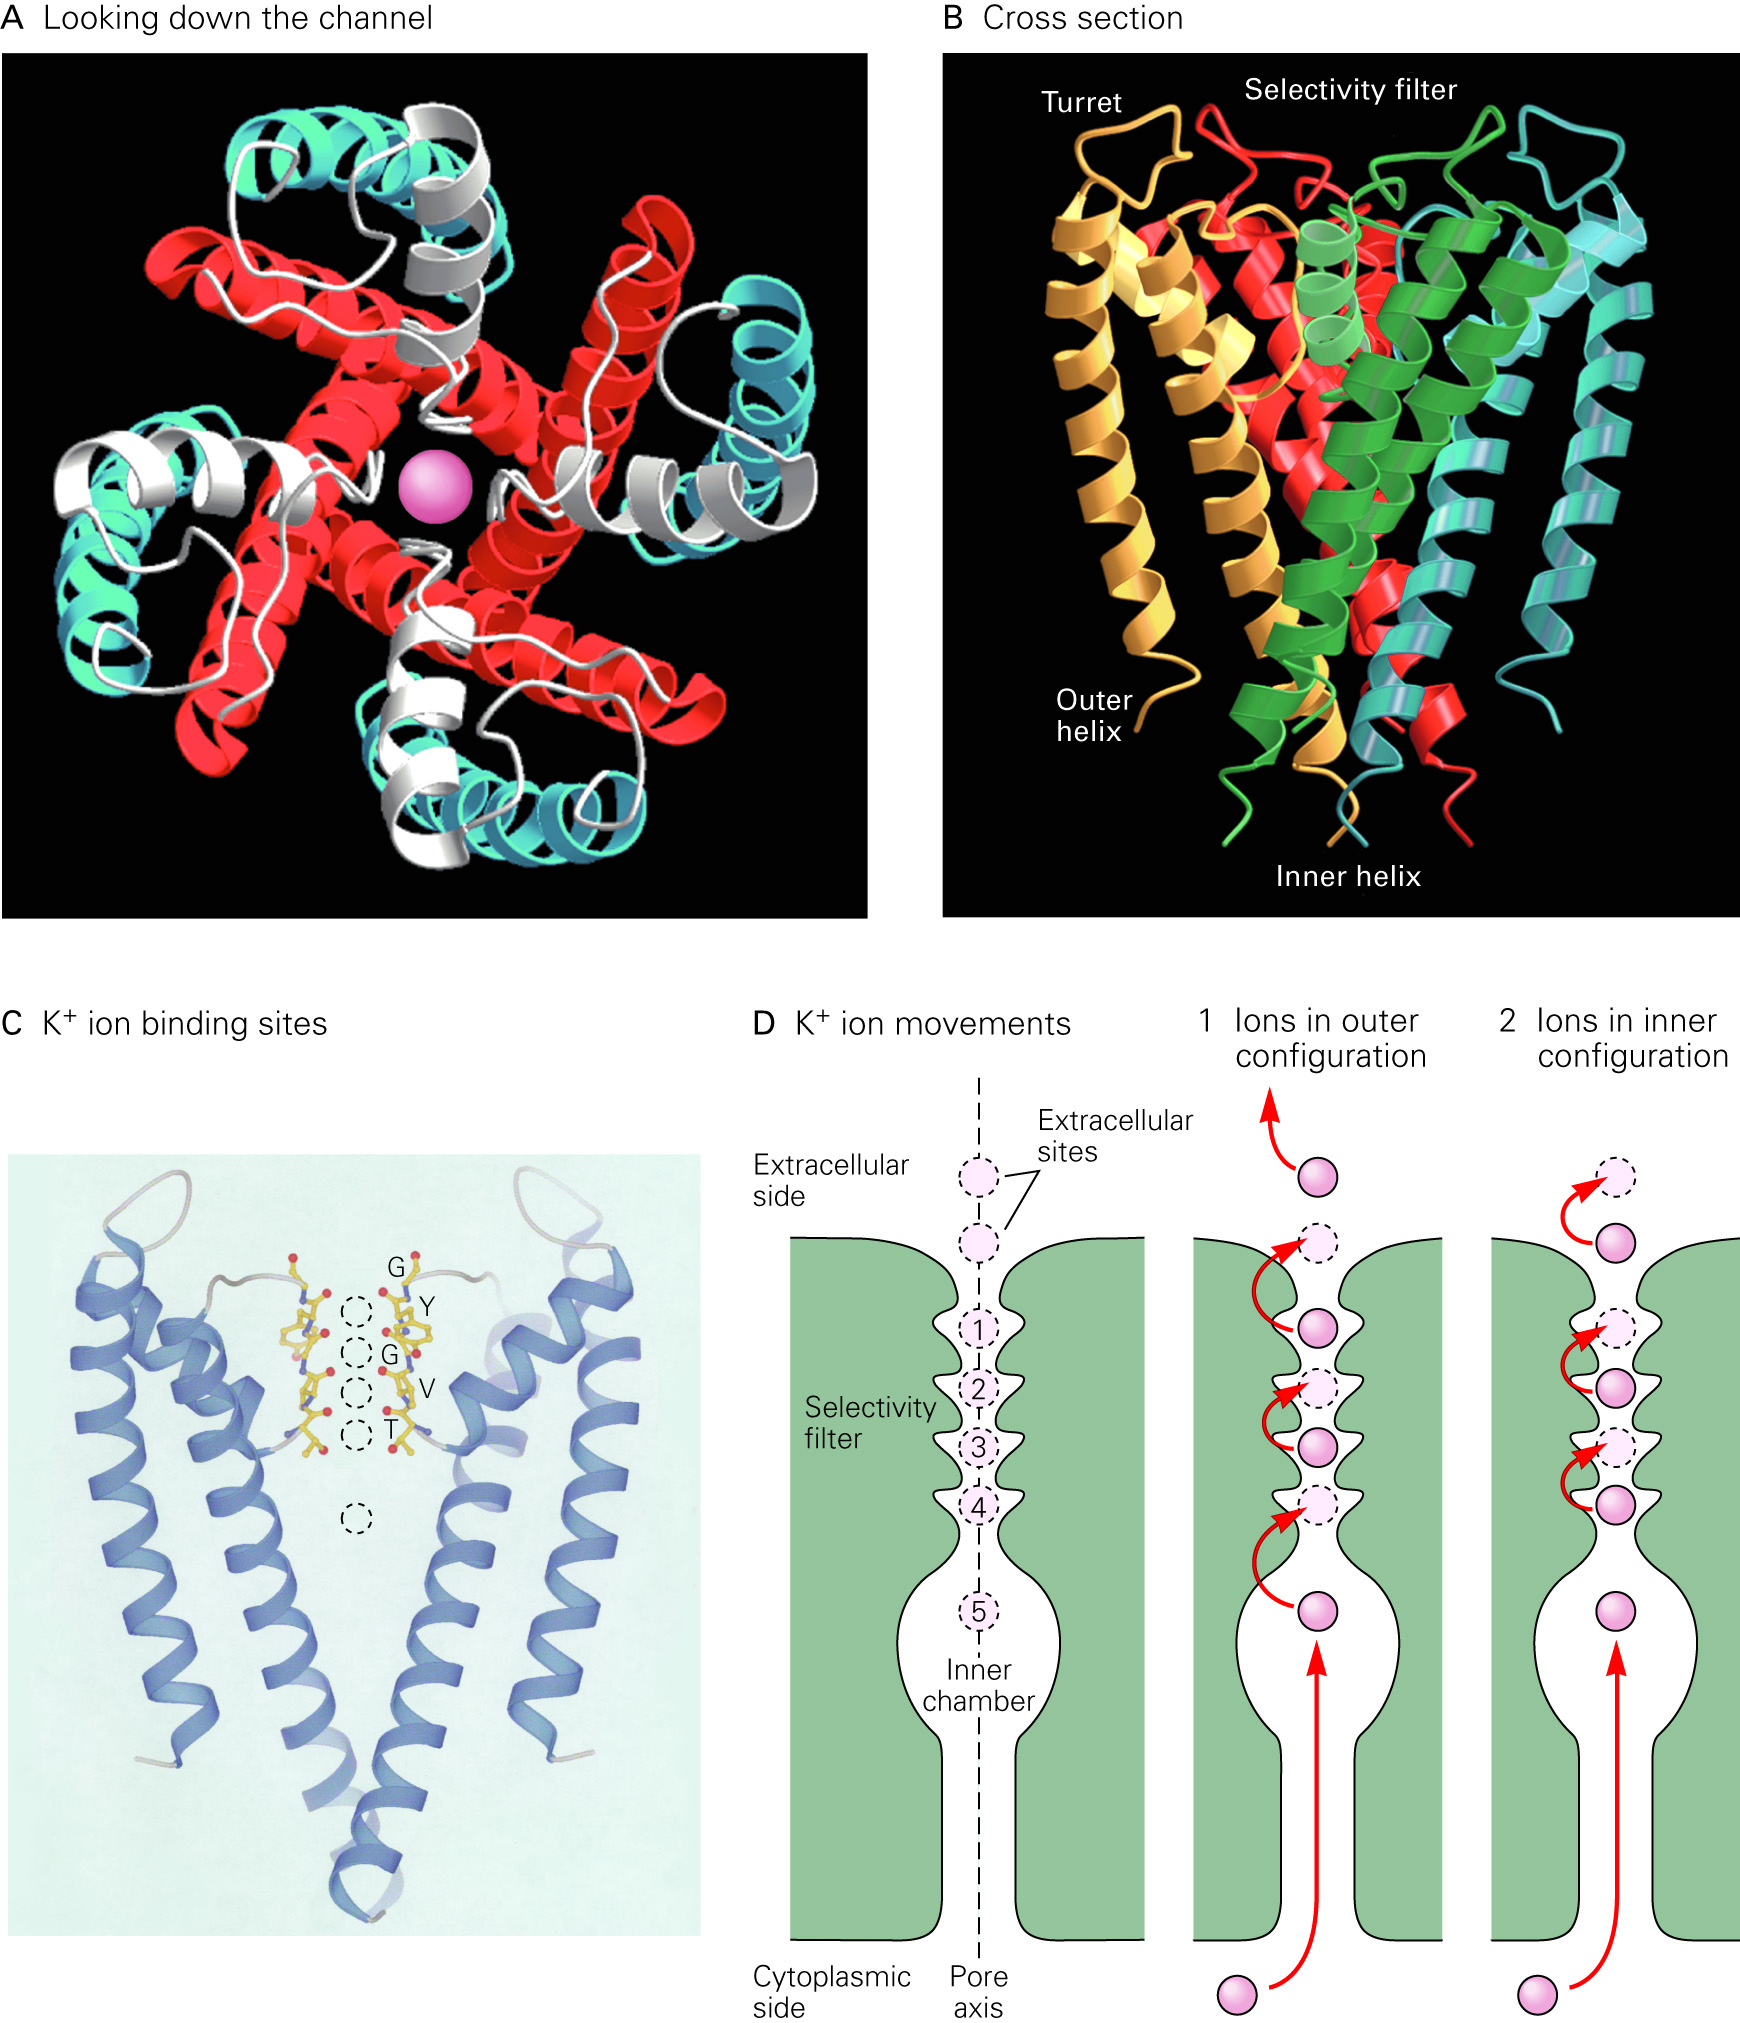 A Looking down the channel
B Cross section
Turret
Selectivity filter
Outer
helix
Inner helix
C K⁺ ion binding sites
G
Y
G
V
T
D K⁺ ion movements
1 Ions in outer
configuration
2 Ions in inner
configuration
Extracellular
sites
Extracellular
side
1
2
Selectivity
filter
3
4
5
Inner
chamber
Cytoplasmic
side
Pore
axis